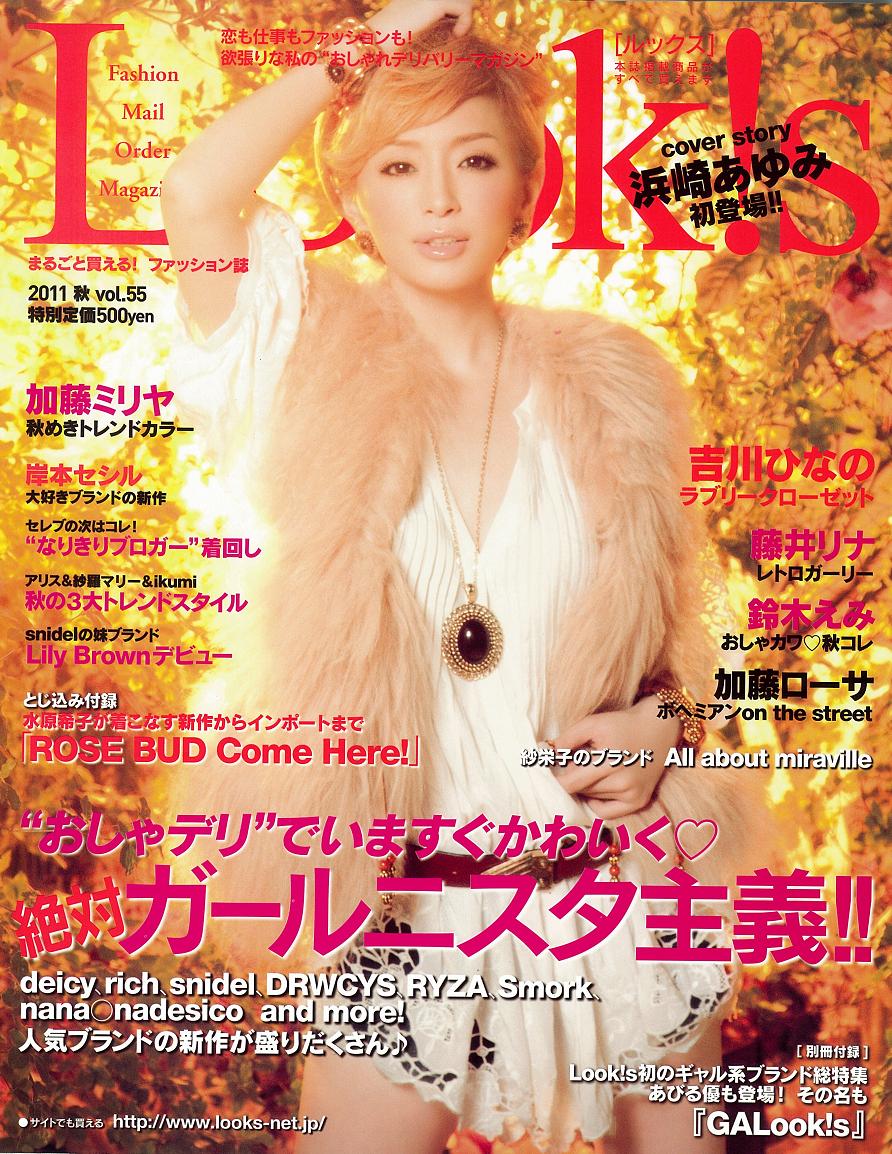 恋も仕事もファッションも!
欲張りな私の“おしゃれデリバリーマガジン”
[ルックス]
本誌掲載商品が
すべて買えます
Look!s
Fashion
Mail
Order
Magazi
cover story
浜崎あゆみ
初登場!!
まるごと買える! ファッション誌
2011 秋 vol.55
特別定価500yen
加藤ミリヤ
秋めきトレンドカラー
岸本セシル
大好きブランドの新作
セレブの次はコレ!
“なりきりブロガー”着回し
アリス&紗羅マリー&ikumi
秋の3大トレンドスタイル
snidelの妹ブランド
Lily Brownデビュー
吉川ひなの
ラブリークローゼット
藤井リナ
レトロガーリー
鈴木えみ
おしゃカワ♡秋コレ
加藤ローサ
ボヘミアンon the street
とじ込み付録
水原希子が着こなす新作からインポートまで
「ROSE BUD Come Here!」
紗栄子のブランド All about miraville
“おしゃデリ”でいますぐかわいく♡
絶対ガールニスタ主義!!
deicy、rich、snidel、DRWCYS、RYZA、Smork、
nana○nadesico and more!
人気ブランドの新作が盛りだくさん♪
[ 別冊付録 ]
Look!s初のギャル系ブランド総特集
あびる優も登場! その名も
『GALook!s』
●サイトでも買える http://www.looks-net.jp/